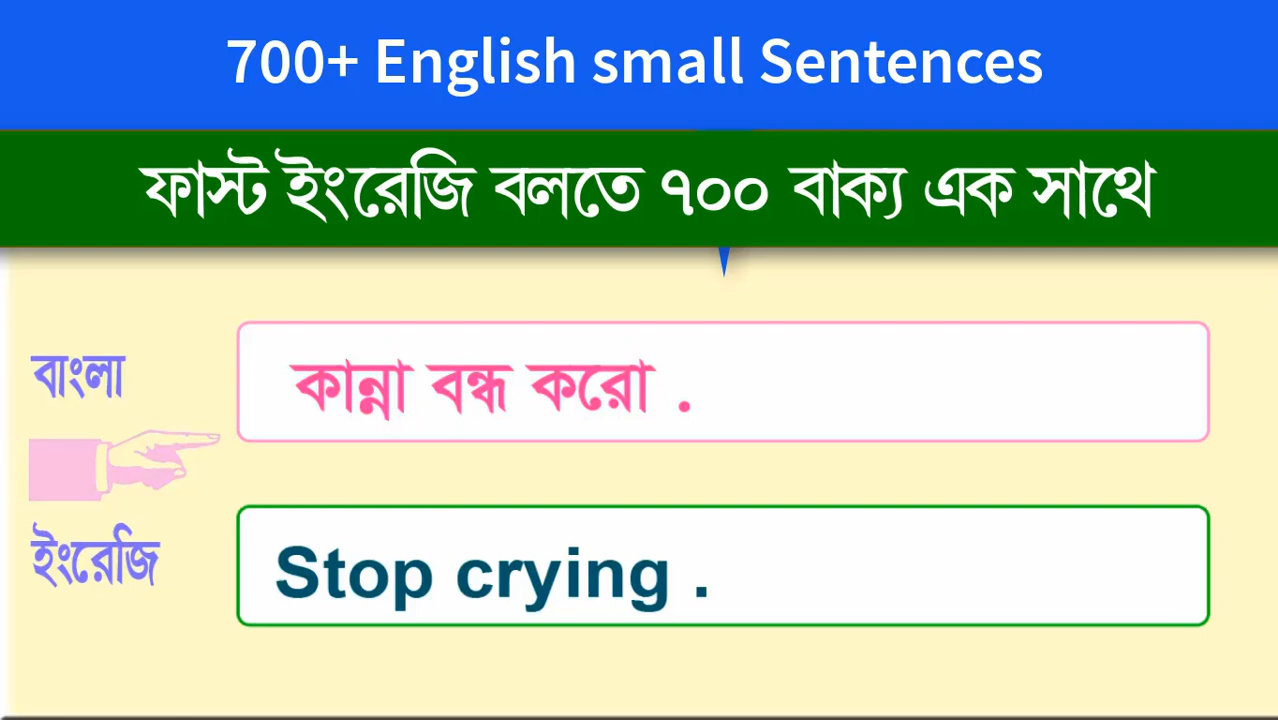 700+ English small Sentences
ফাস্ট ইংরেজি বলতে ৭০০ বাক্য এক সাথে
বাংলা
কান্না বন্ধ করো .
ইংরেজি
Stop crying .